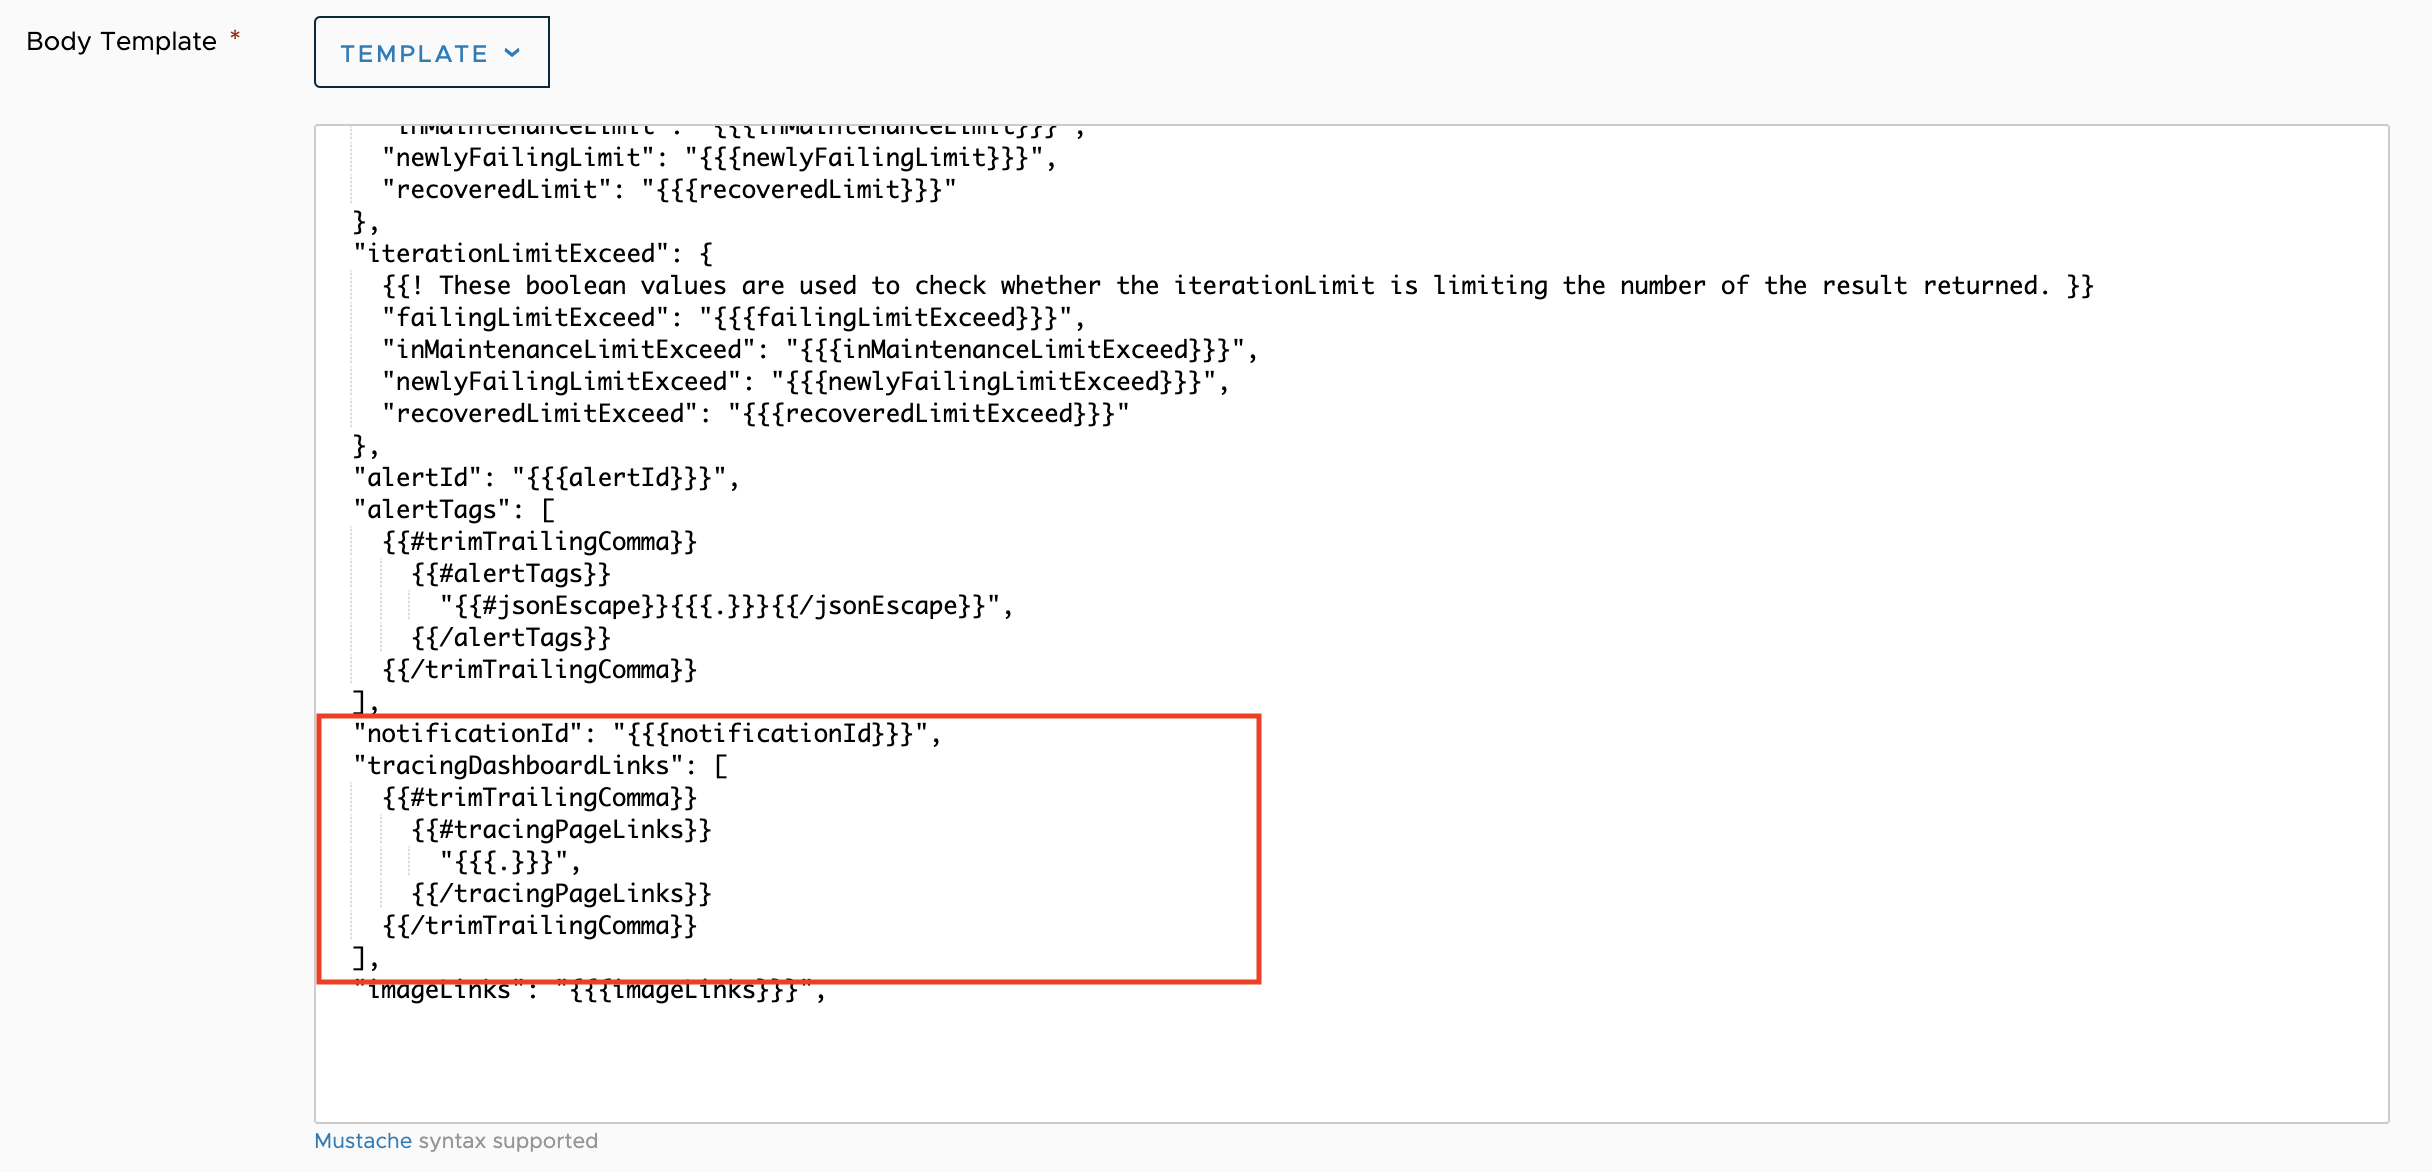 Body Template *
TEMPLATE
"inMaintenanceLimit": "{{{inMaintenanceLimit}}}",
"newlyFailingLimit": "{{{newlyFailingLimit}}}",
"recoveredLimit": "{{{recoveredLimit}}}"
},
"iterationLimitExceed": {
{{! These boolean values are used to check whether the iterationLimit is limiting the number of the result returned. }}
"failingLimitExceed": "{{{failingLimitExceed}}}",
"inMaintenanceLimitExceed": "{{{inMaintenanceLimitExceed}}}",
"newlyFailingLimitExceed": "{{{newlyFailingLimitExceed}}}",
"recoveredLimitExceed": "{{{recoveredLimitExceed}}}"
},
"alertId": "{{{alertId}}}",
"alertTags": [
{{#trimTrailingComma}}
{{#alertTags}}
"{{#jsonEscape}}{{{.}}}{{/jsonEscape}}",
{{/alertTags}}
{{/trimTrailingComma}}
],
"notificationId": "{{{notificationId}}}",
"tracingDashboardLinks": [
{{#trimTrailingComma}}
{{#tracingPageLinks}}
"{{{.}}}",
{{/tracingPageLinks}}
{{/trimTrailingComma}}
],
"imageLinks": "{{{imageLinks}}}",
Mustache syntax supported